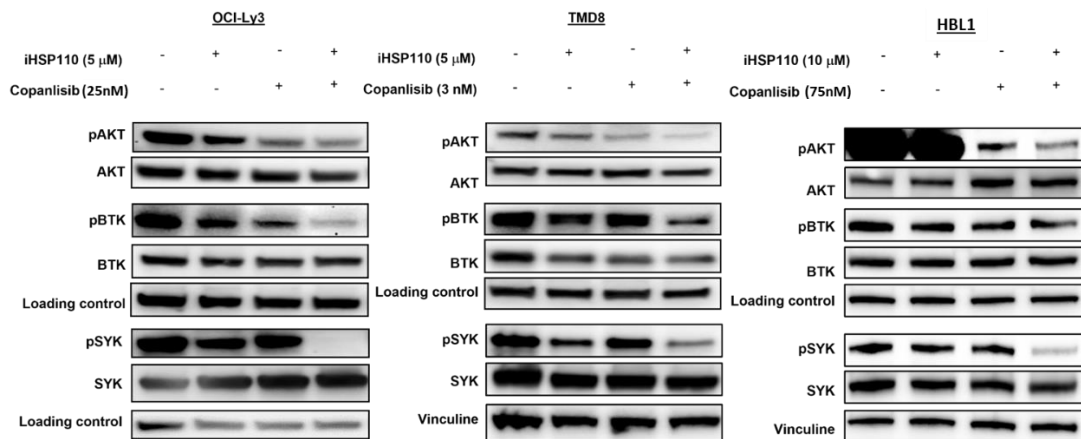 OCI-Ly3
iHSP110 (5 μM) - + - +
Copanlisib (25nM) - - + +
pAKT
AKT
pBTK
BTK
Loading control
pSYK
SYK
Loading control
TMD8
iHSP110 (5 μM) - + - +
Copanlisib (3 nM) - - + +
pAKT
AKT
pBTK
BTK
Loading control
pSYK
SYK
Vinculine
HBL1
iHSP110 (10 μM) - + - +
Copanlisib (75nM) - - + +
pAKT
AKT
pBTK
BTK
Loading control
pSYK
SYK
Vinculine